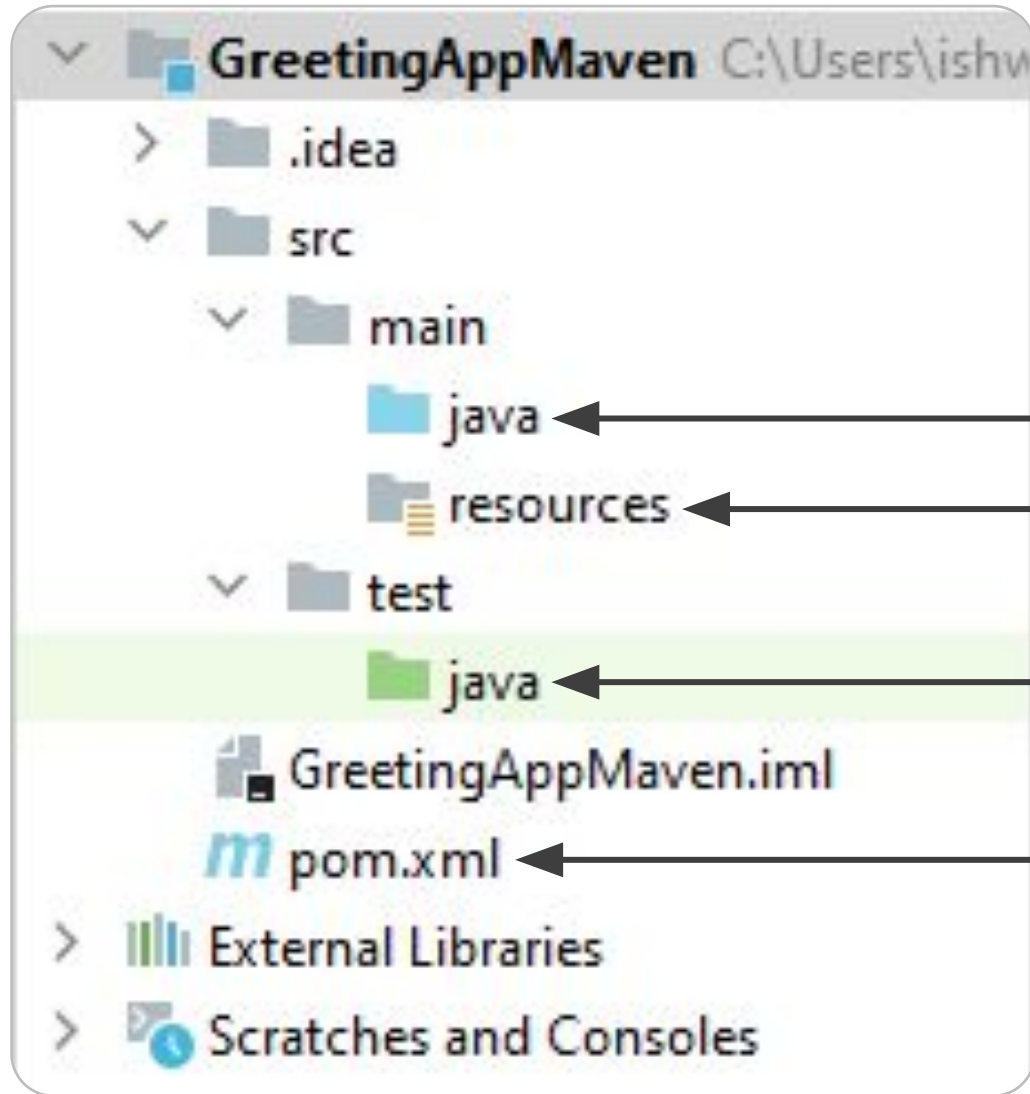 GreetingAppMaven C:\Users\ishw
.idea
src
main
java
resources
test
java
GreetingAppMaven.iml
m pom.xml
External Libraries
Scratches and Consoles